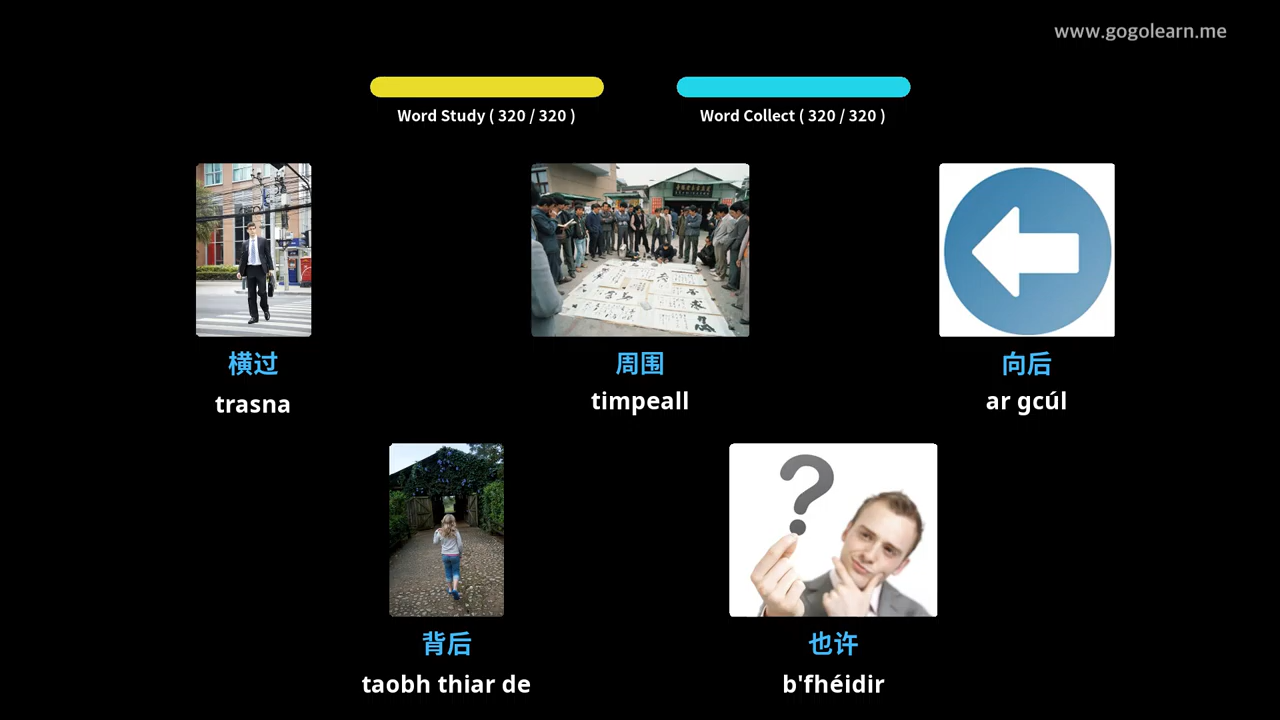 www.gogolearn.me
Word Study ( 320 / 320 )
Word Collect ( 320 / 320 )
横过
trasna
周围
timpeall
向后
ar gcúl
背后
taobh thiar de
也许
b'fhéidir